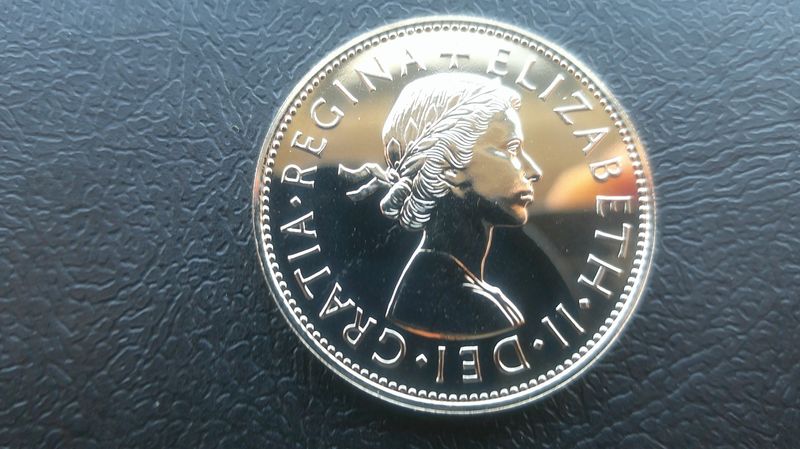 + ELIZABETH · II · DEI · GRATIA · REGINA